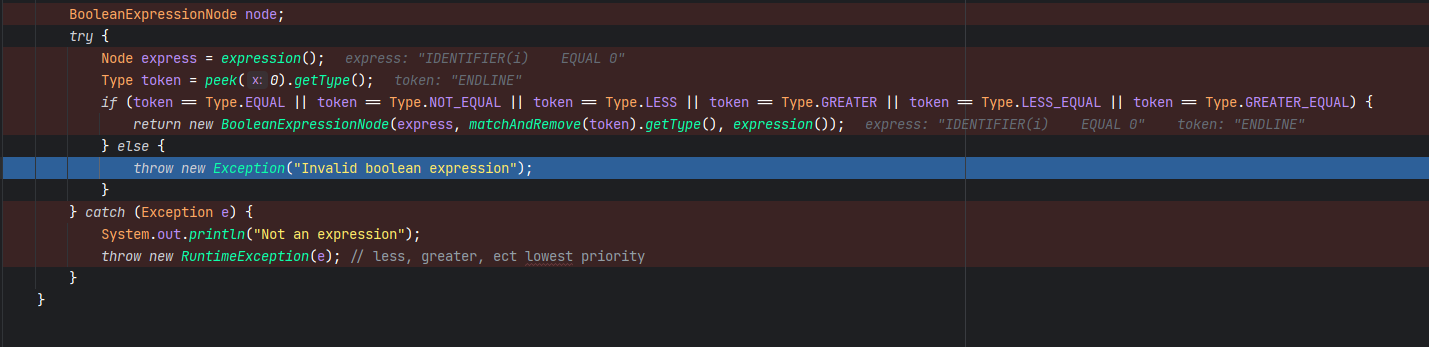 BooleanExpressionNode node;
try {
Node express = expression(); express: "IDENTIFIER(i) EQUAL 0"
Type token = peek( x: 0).getType(); token: "ENDLINE"
if (token == Type.EQUAL || token == Type.NOT_EQUAL || token == Type.LESS || token == Type.GREATER || token == Type.LESS_EQUAL || token == Type.GREATER_EQUAL) {
return new BooleanExpressionNode(express, matchAndRemove(token).getType(), expression()); express: "IDENTIFIER(i) EQUAL 0" token: "ENDLINE"
} else {
throw new Exception("Invalid boolean expression");
}
} catch (Exception e) {
System.out.println("Not an expression");
throw new RuntimeException(e); // less, greater, ect lowest priority
}
}